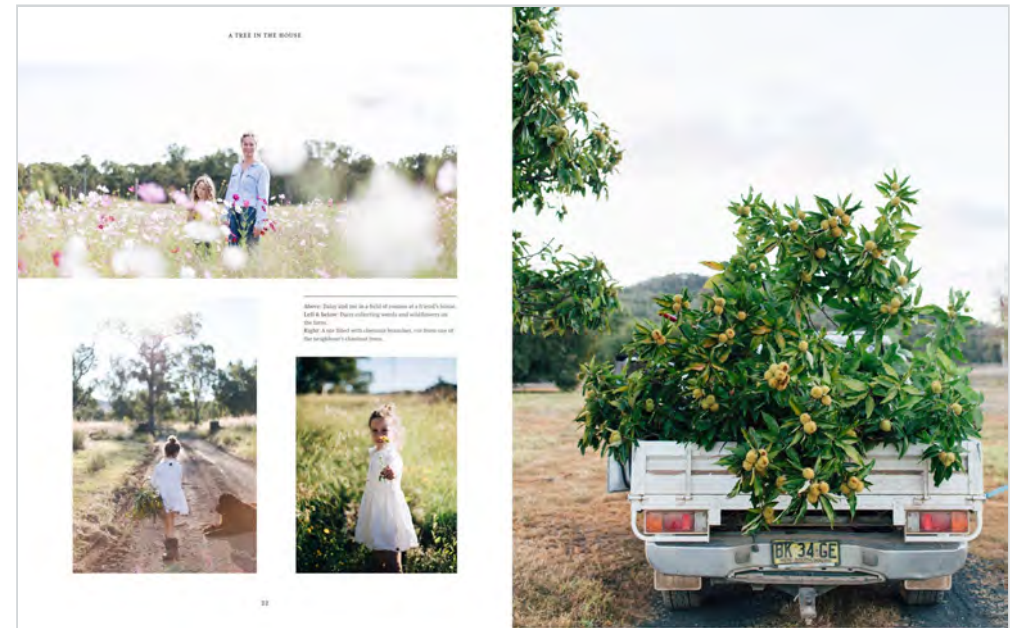 A TREE IN THE HOUSE
Above: Daisy and me in a field of cosmos at a friend's home.
Left & below: Daisy collecting weeds and wildflowers on
the farm.
Right: A ute filled with chestnut branches, cut from one of
the neighbour's chestnut trees.
22
BK 34 GE